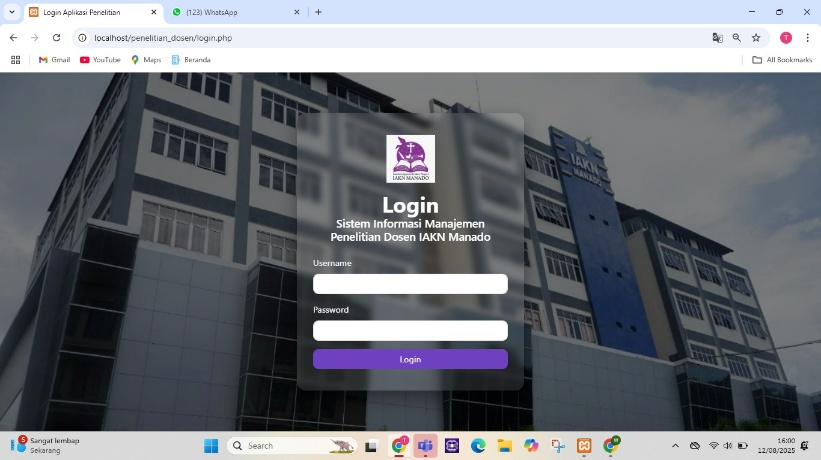 Login Aplikasi Penelitian
(123) WhatsApp
localhost/penelitian_dosen/login.php
T
Gmail
YouTube
Maps
Beranda
All Bookmarks
IAKN
MANADO
IAKN MANADO
Login
Sistem Informasi Manajemen
Penelitian Dosen IAKN Manado
Username
Password
Login
5
Sangat lembap
Sekarang
Search
16:00
12/08/2025